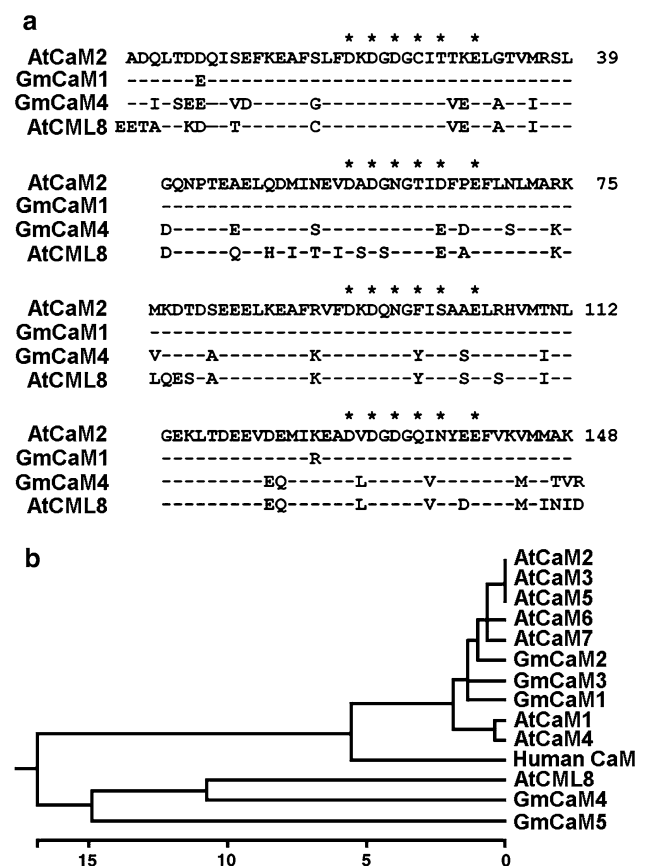 a
* * * * * *
AtCaM2 ADQLTDDQISEFKEAFSLFDKDGDGCITTKELGTVMRSL 39
GmCaM1 ------E--------------------------------
GmCaM4 --I-SEE--VD-----G-----------VE--A--I---
AtCML8 EETA--KD--T------C-----------VE--A--I---
* * * * * *
AtCaM2 GQNPTEAELQDMINEVDADGNGTIDFPEFLNLMARK 75
GmCaM1 ------------------------------------
GmCaM4 D-----E------S----------E-D---S---K-
AtCML8 D-----Q--H-I-T-I-S-S----E-A-------K-
* * * * * *
AtCaM2 MKDTDSEEELKEAFRVFDKDQNGFISAAELRHVMTNL 112
GmCaM1 -------------------------------------
GmCaM4 V----A--------K--------Y---S------I--
AtCML8 LQES-A--------K--------Y---S--S---I--
* * * * * *
AtCaM2 GEKLTDEEVDEMIKEADVDGDGQINYEEFVKVMMAK 148
GmCaM1 -------------R----------------------
GmCaM4 ---------EQ------L-----V-------M--TVR
AtCML8 ---------EQ------L-----V--D----M-INID
b
AtCaM2
AtCaM3
AtCaM5
AtCaM6
AtCaM7
GmCaM2
GmCaM3
GmCaM1
AtCaM1
AtCaM4
Human CaM
AtCML8
GmCaM4
GmCaM5
15 10 5 0